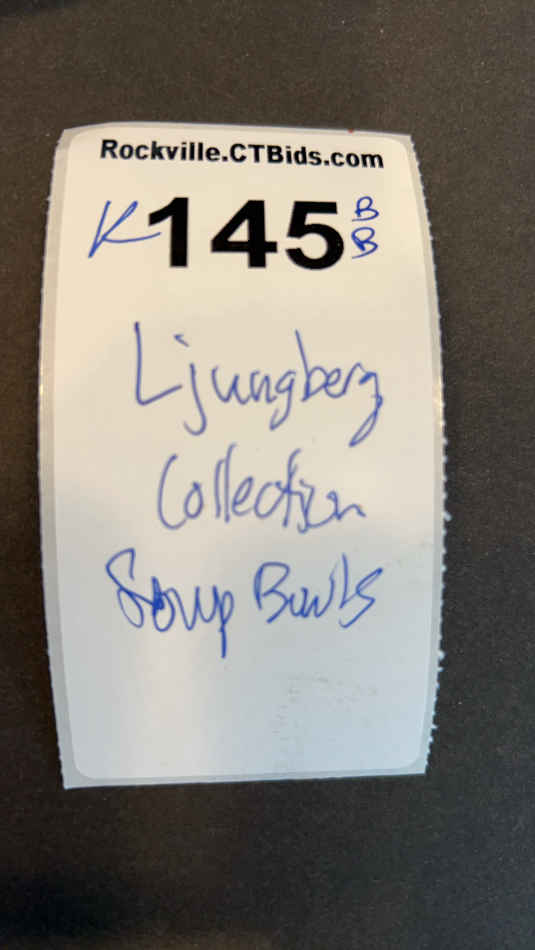 Rockville.CTBids.com
K145 B B
Ljungberg
Collection
Soup Bowls